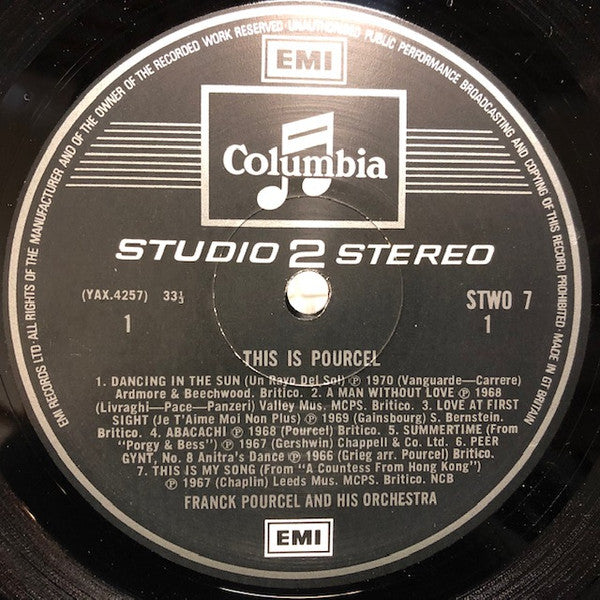 EMI RECORDS LTD · ALL RIGHTS OF THE MANUFACTURER AND OF THE OWNER OF THE RECORDED WORK RESERVED · UNAUTHORISED PUBLIC PERFORMANCE BROADCASTING AND COPYING OF THIS RECORD PROHIBITED · MADE IN GT BRITAIN
EMI
Columbia
STUDIO 2 STEREO
(YAX.4257) 33⅓
STWO 7
1
1
THIS IS POURCEL
1. DANCING IN THE SUN (Un Rayo Del Sol) ℗ 1970 (Vanguarde—Carrere)
Ardmore & Beechwood. Britico. 2. A MAN WITHOUT LOVE ℗ 1968
(Livraghi—Pace—Panzeri) Valley Mus. MCPS. Britico. 3. LOVE AT FIRST
SIGHT (Je T'Aime Moi Non Plus) ℗ 1969 (Gainsbourg) S. Bernstein.
Britico. 4. ABACACHI ℗ 1968 (Pourcel) Britico. 5. SUMMERTIME (From
"Porgy & Bess") ℗ 1967 (Gershwin) Chappell & Co. Ltd. 6. PEER
GYNT, No. 8 Anitra's Dance ℗ 1966 (Grieg arr. Pourcel) Britico.
7. THIS IS MY SONG (From "A Countess From Hong Kong")
℗ 1967 (Chaplin) Leeds Mus. MCPS. Britico. NCB
FRANCK POURCEL AND HIS ORCHESTRA
EMI